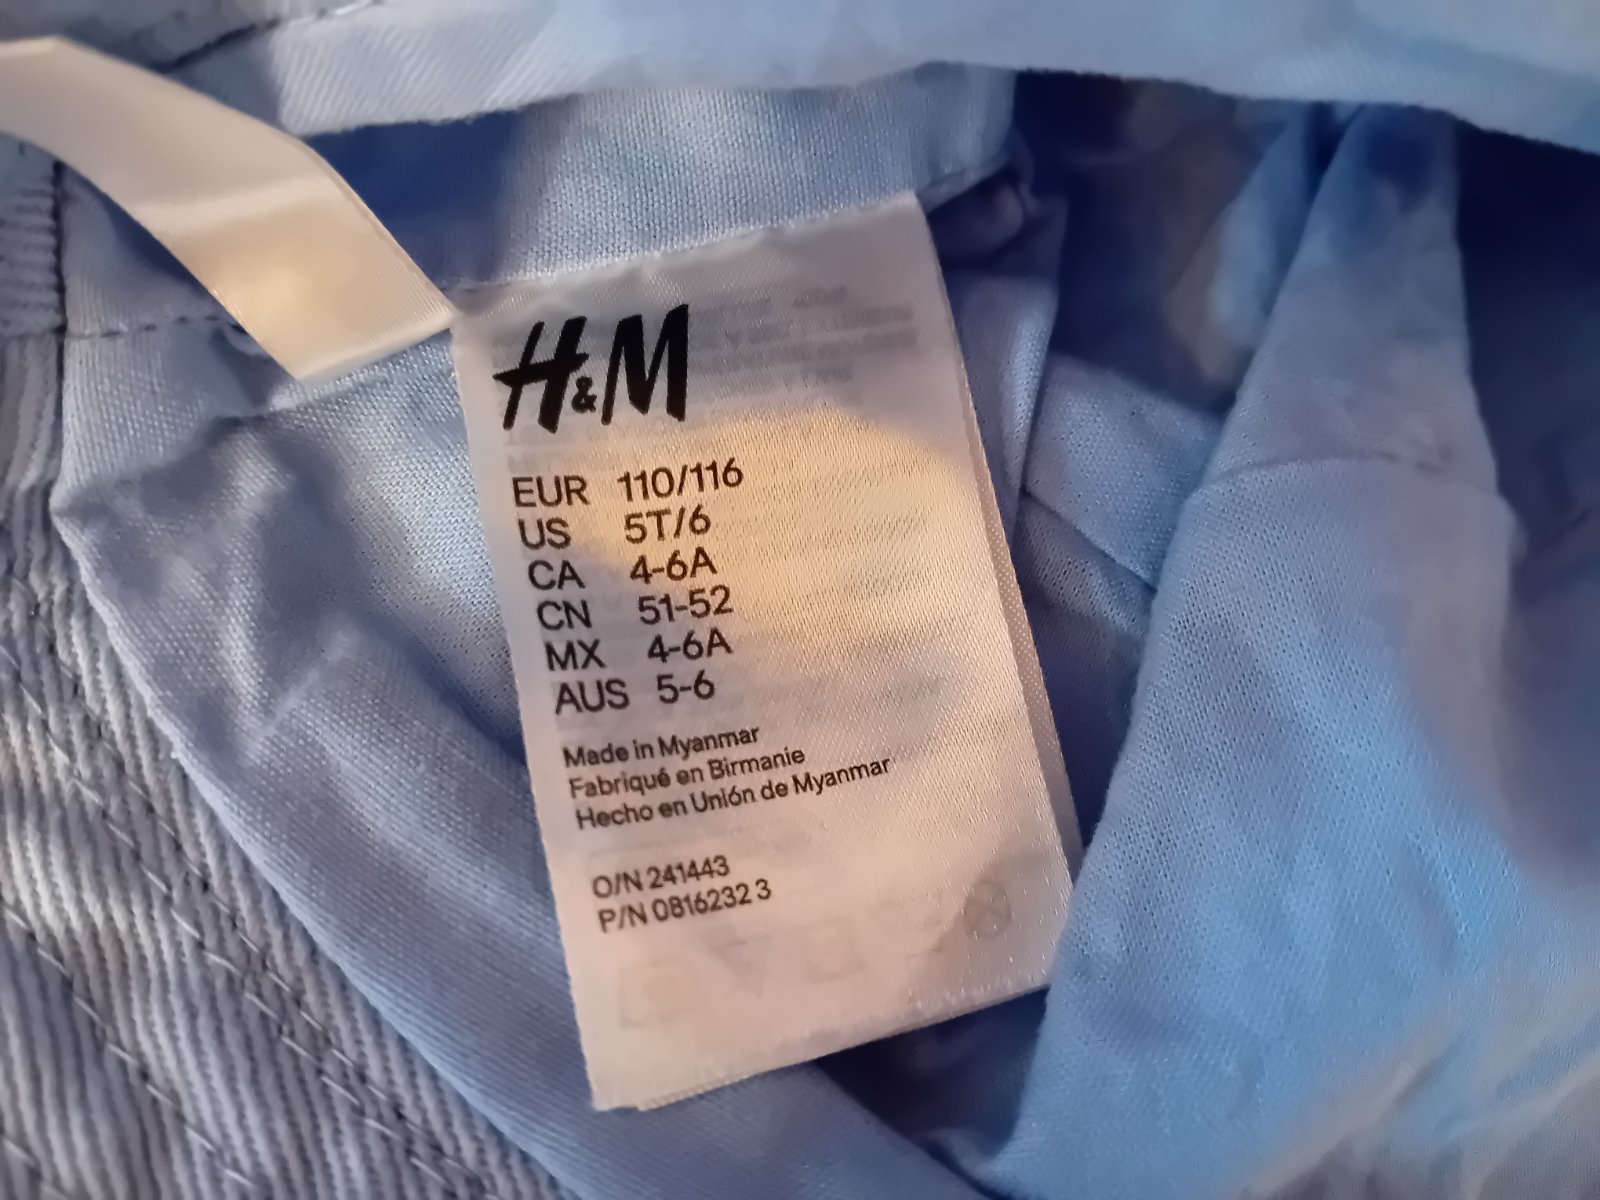 H&M
EUR 110/116
US 5T/6
CA 4-6A
CN 51-52
MX 4-6A
AUS 5-6
Made in Myanmar
Fabriqué en Birmanie
Hecho en Unión de Myanmar
O/N 241443
P/N 0816232 3